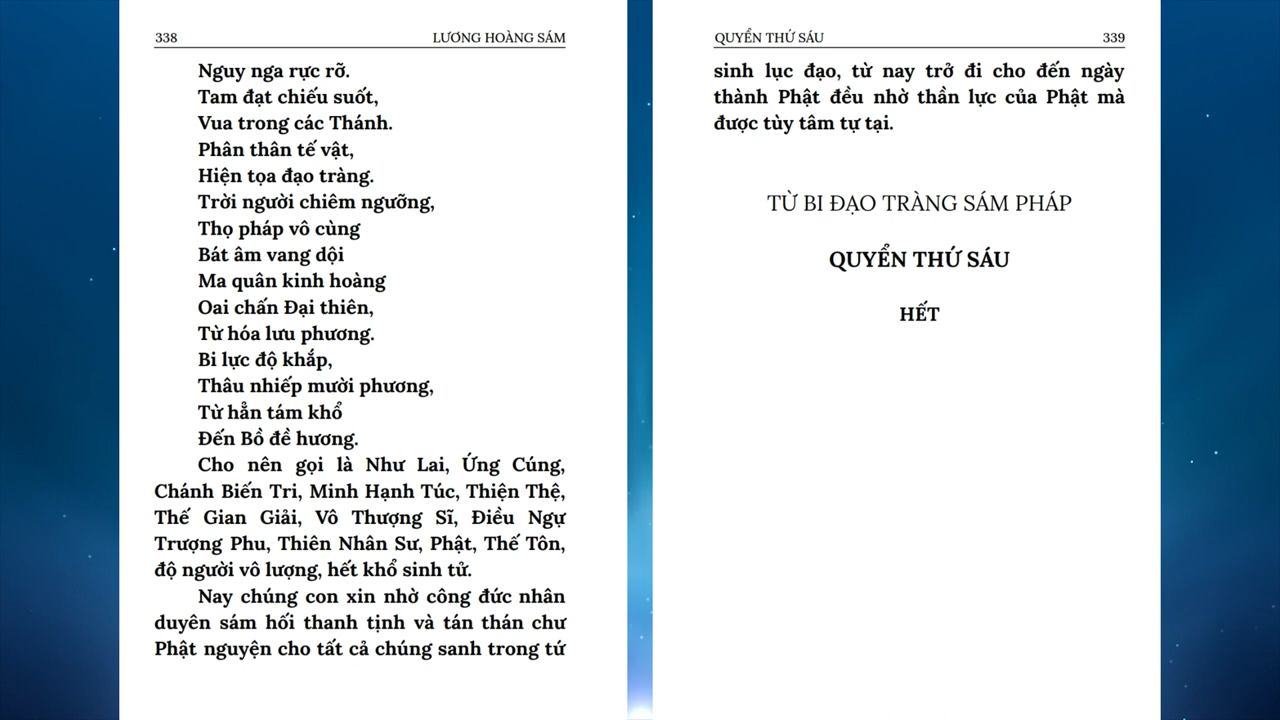 338 LƯƠNG HOÀNG SÁM
Nguy nga rực rỡ.
Tam đạt chiếu suốt,
Vua trong các Thánh.
Phân thân tế vật,
Hiện tọa đạo tràng.
Trời người chiêm ngưỡng,
Thọ pháp vô cùng
Bát âm vang dội
Ma quân kinh hoàng
Oai chấn Đại thiên,
Từ hóa lưu phương.
Bi lực độ khắp,
Thâu nhiếp mười phương,
Từ hẳn tám khổ
Đến Bồ đề hương.
Cho nên gọi là Như Lai, Ứng Cúng,
Chánh Biến Tri, Minh Hạnh Túc, Thiện Thệ,
Thế Gian Giải, Vô Thượng Sĩ, Điều Ngự
Trượng Phu, Thiên Nhân Sư, Phật, Thế Tôn,
độ người vô lượng, hết khổ sinh tử.
Nay chúng con xin nhờ công đức nhân
duyên sám hối thanh tịnh và tán thán chư
Phật nguyện cho tất cả chúng sanh trong tứ
QUYỂN THỨ SÁU 339
sinh lục đạo, từ nay trở đi cho đến ngày
thành Phật đều nhờ thần lực của Phật mà
được tùy tâm tự tại.
TỪ BI ĐẠO TRÀNG SÁM PHÁP
QUYỂN THỨ SÁU
HẾT